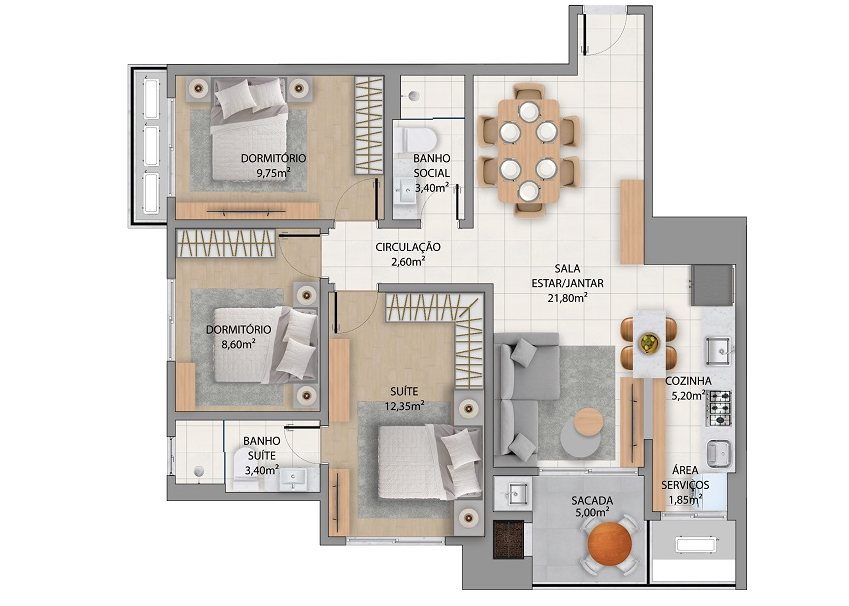 DORMITÓRIO
9,75m²
BANHO
SOCIAL
3,40m²
CIRCULAÇÃO
2,60m²
SALA
ESTAR/JANTAR
21,80m²
DORMITÓRIO
8,60m²
SUÍTE
12,35m²
COZINHA
5,20m²
BANHO
SUÍTE
3,40m²
ÁREA
SERVIÇOS
1,85m²
SACADA
5,00m²